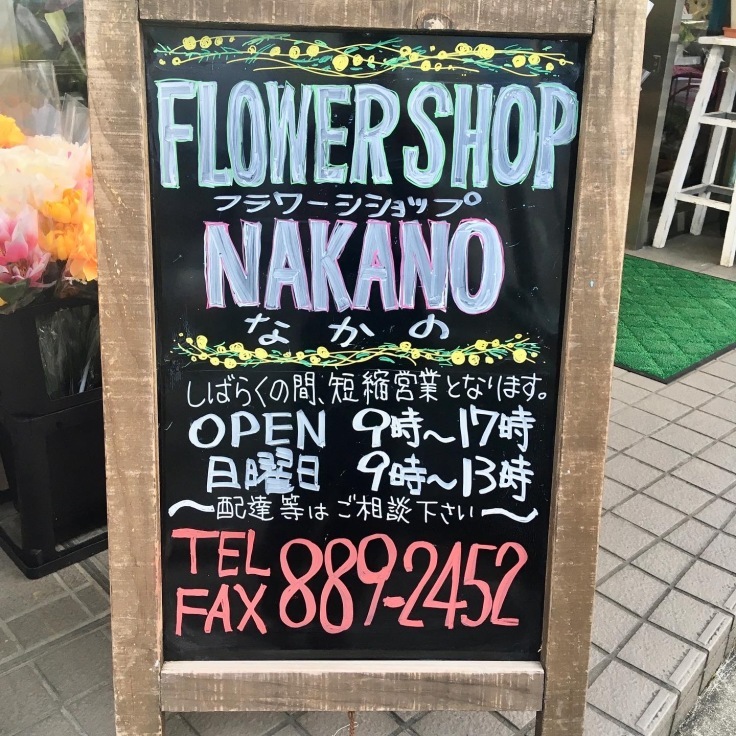 FLOWER SHOP
フラワーシショップ
NAKANO
なかの
しばらくの間、短縮営業となります。
OPEN 9時〜17時
日曜日 9時〜13時
〜配達等はご相談下さい〜
TEL
FAX 889-2452